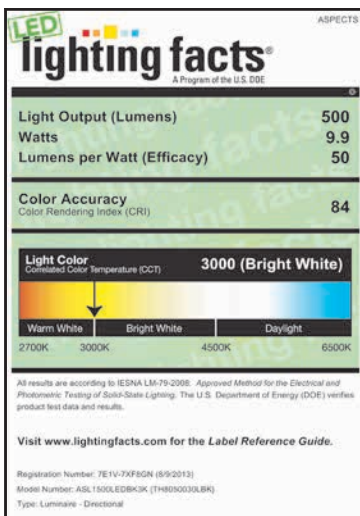 LED
ASPECTS
lighting facts®
A Program of the U.S. DOE
Light Output (Lumens) 500
Watts 9.9
Lumens per Watt (Efficacy) 50
Color Accuracy 84
Color Rendering Index (CRI)
Light Color 3000 (Bright White)
Correlated Color Temperature (CCT)
Warm White Bright White Daylight
2700K 3000K 4500K 6500K
All results are according to IESNA LM-79-2008: Approved Method for the Electrical and
Photometric Testing of Solid-State Lighting. The U.S. Department of Energy (DOE) verifies
product test data and results.
Visit www.lightingfacts.com for the Label Reference Guide.
Registration Number: 7E1V-7XF8GN (8/9/2013)
Model Number: ASL1500LEDBK3K (TH8050030LBK)
Type: Luminaire - Directional